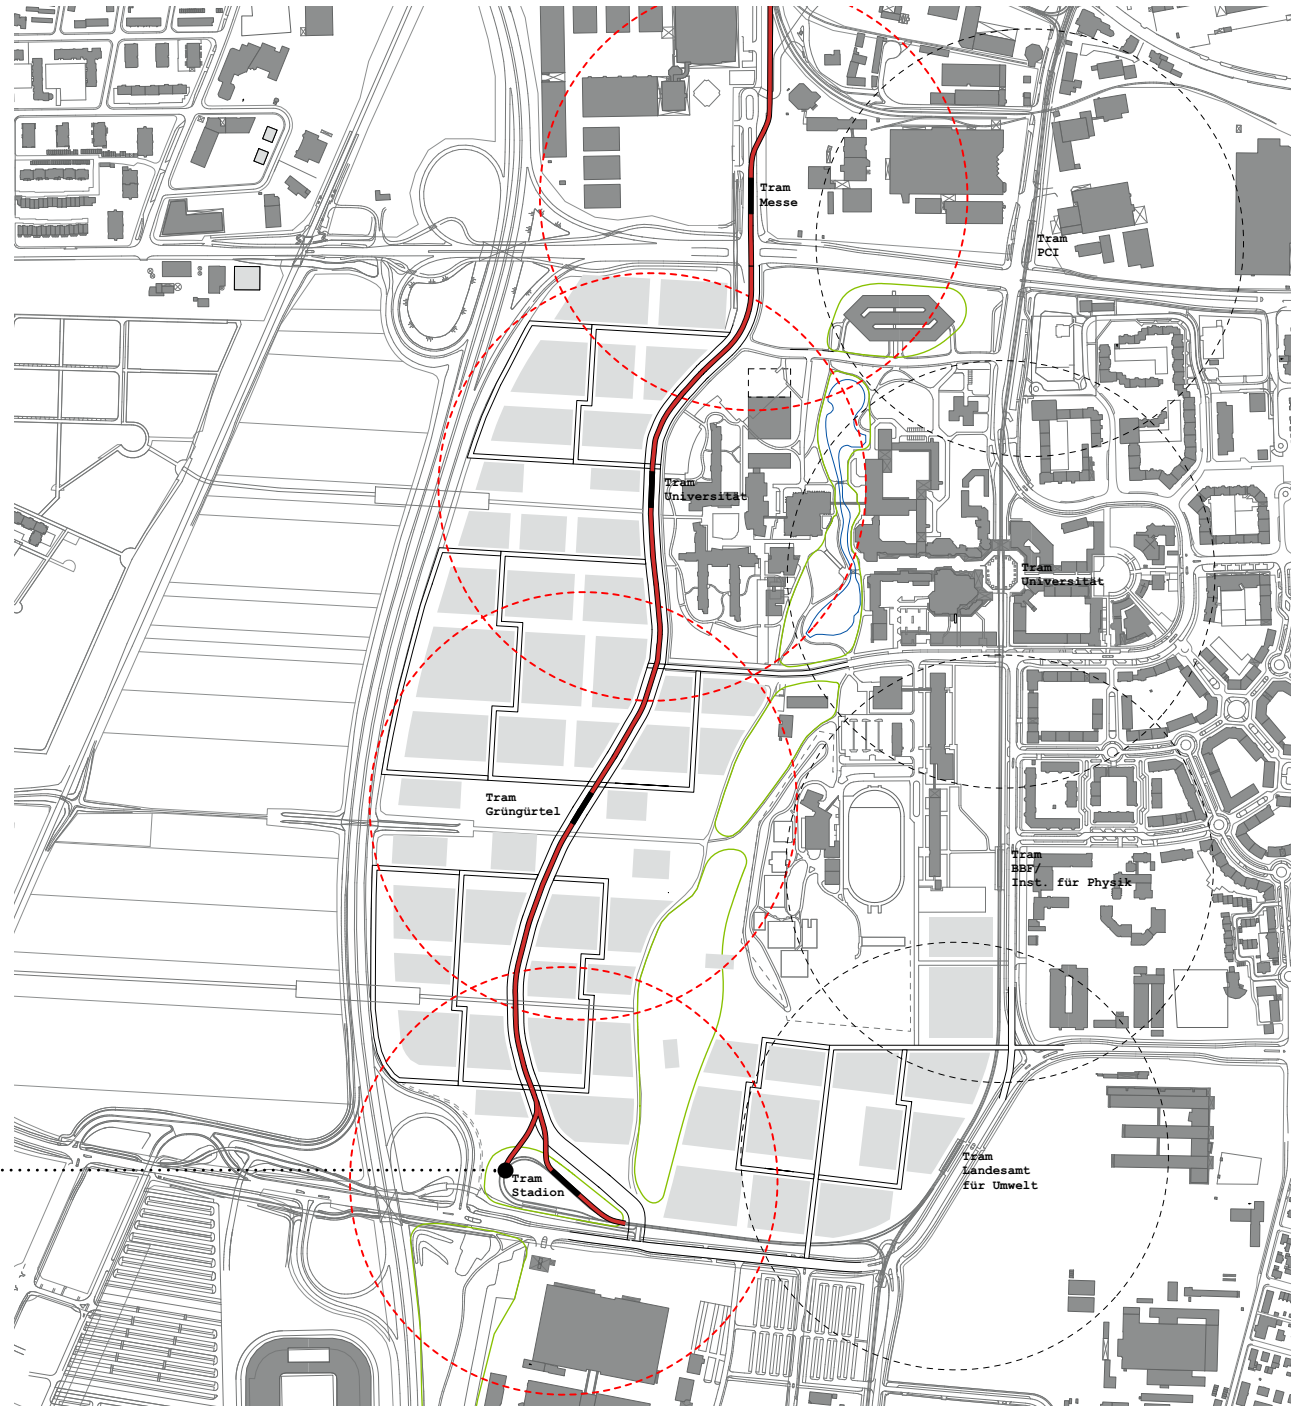 Tram
Messe
Tram
PCI
Tram
Universität
Tram
Universität
Tram
Grüngürtel
Tram
BBF/
Inst. für Physik
Tram
Landesamt
für Umwelt
Tram
Stadion